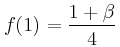 f(1) = \frac{1 + \beta}{4}